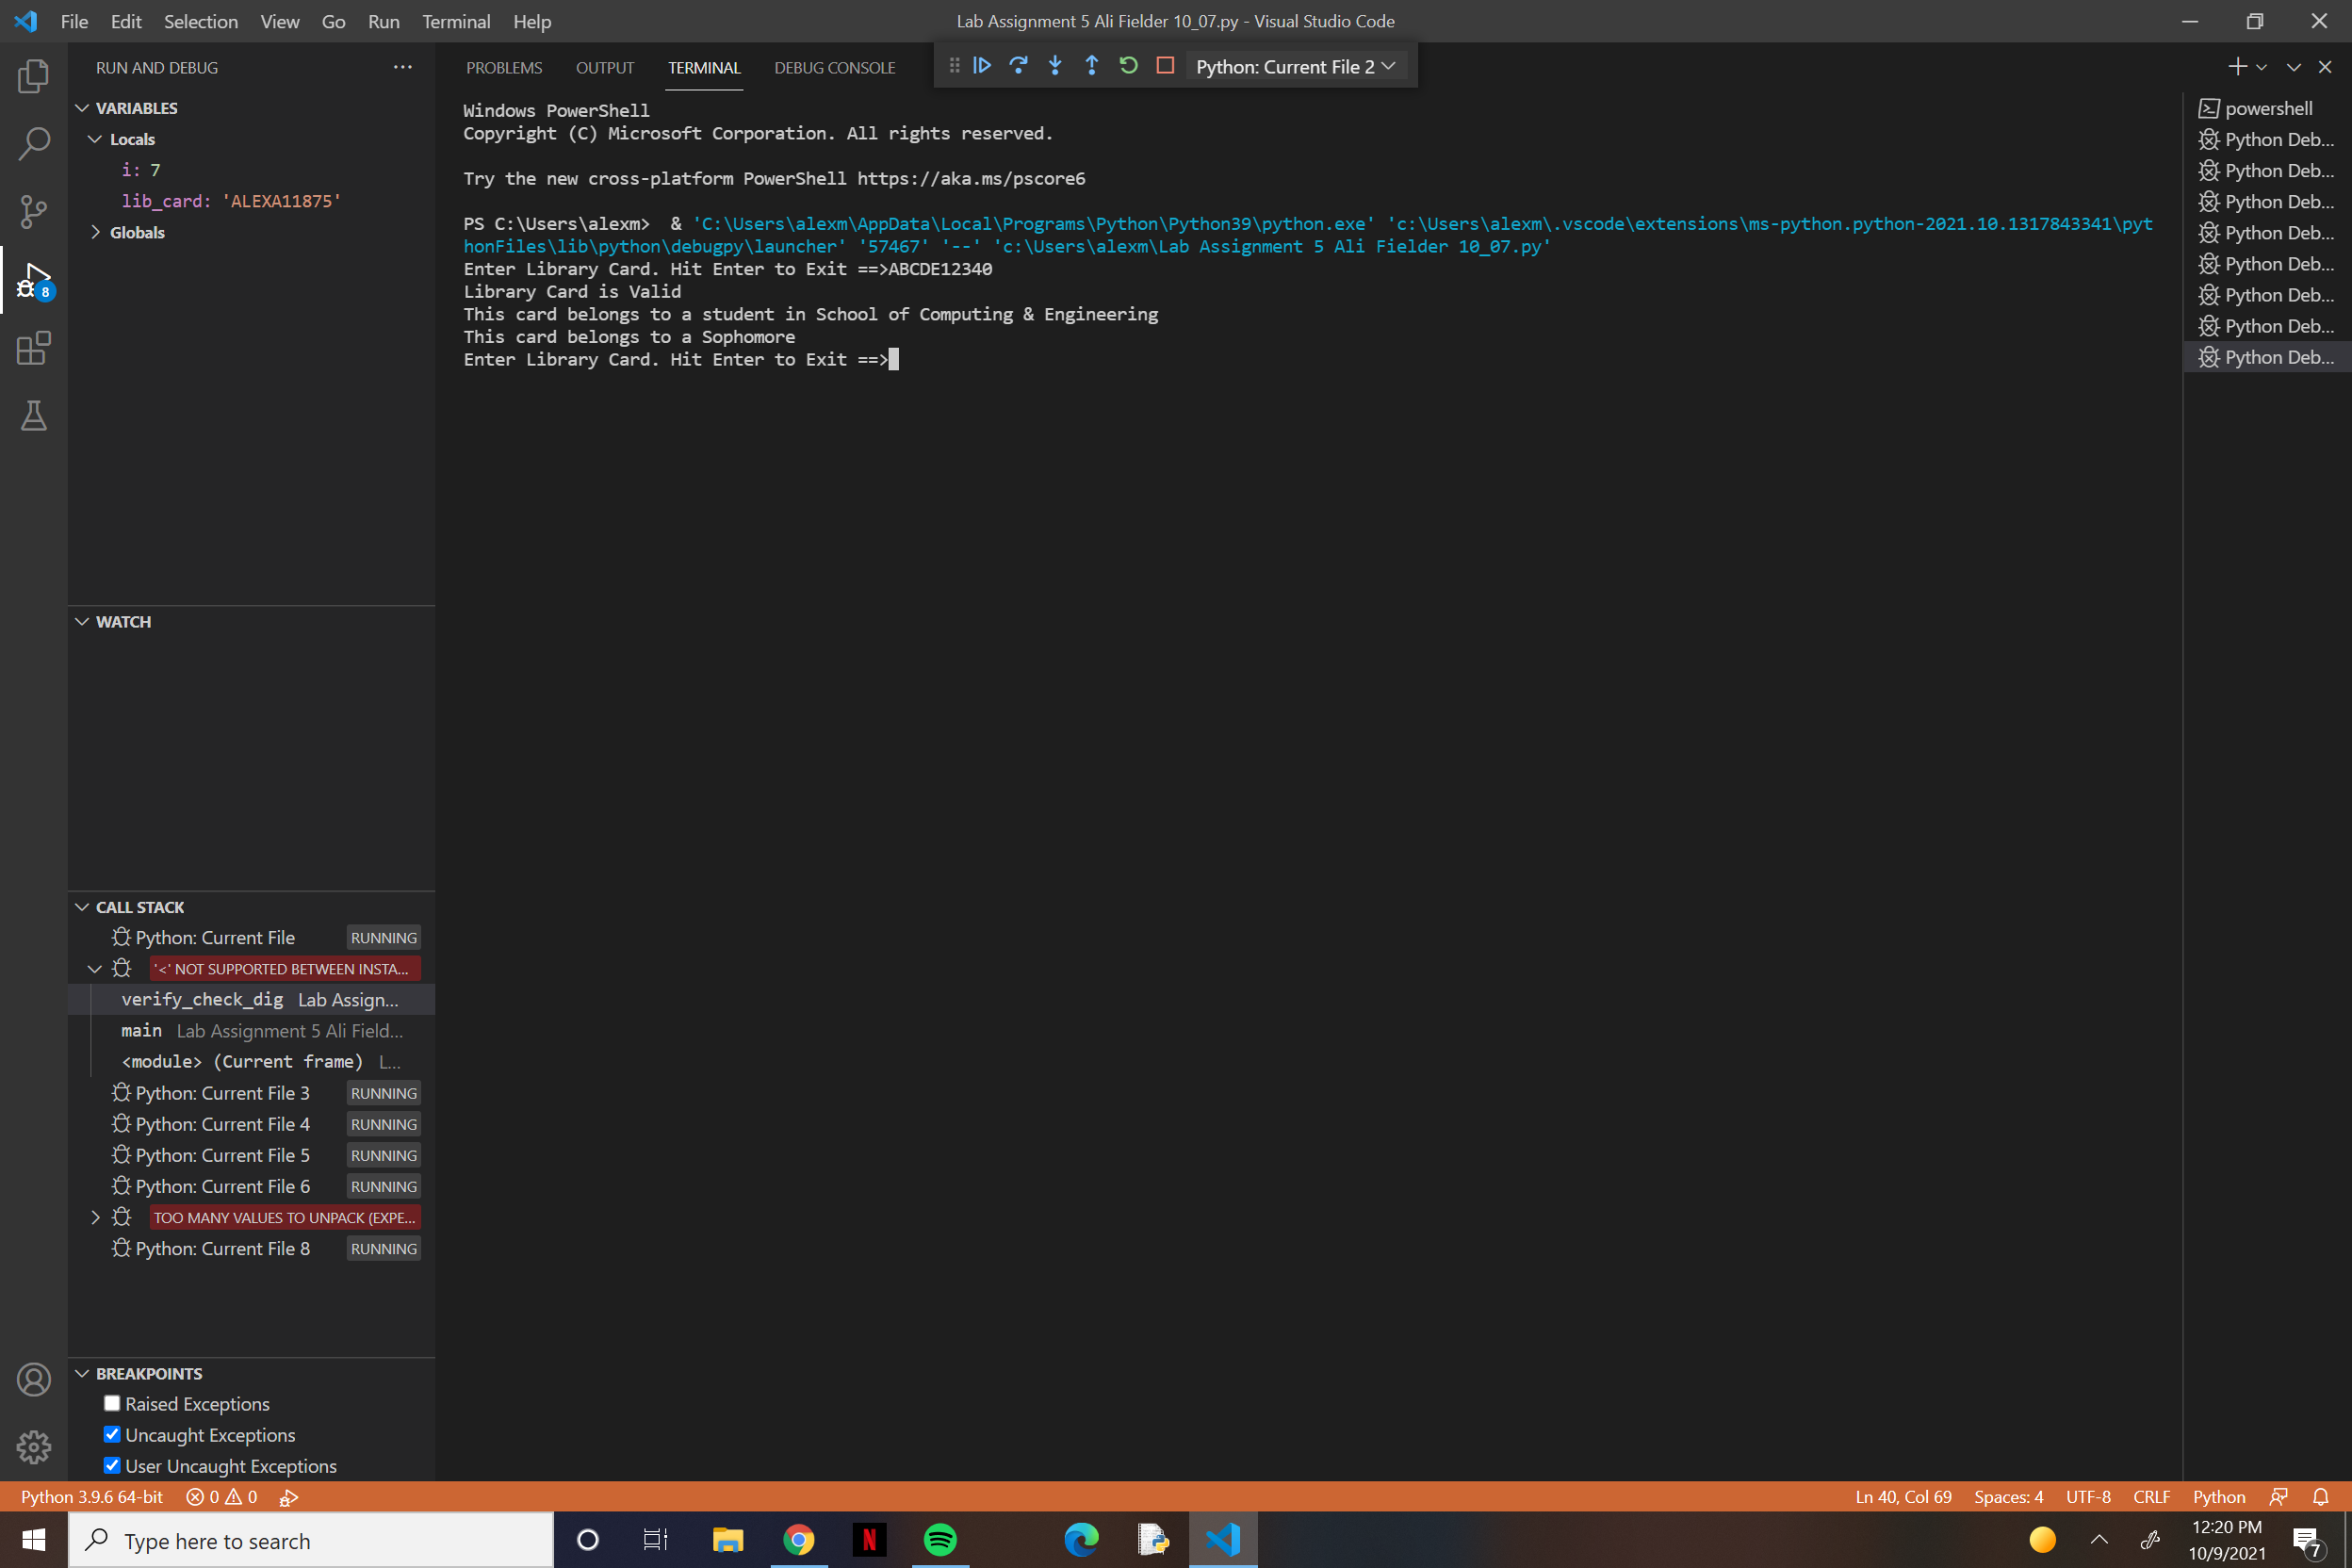 File Edit Selection View Go Run Terminal Help
Lab Assignment 5 Ali Fielder 10_07.py - Visual Studio Code
RUN AND DEBUG
VARIABLES
Locals
i: 7
lib_card: 'ALEXA11875'
Globals
WATCH
CALL STACK
Python: Current File RUNNING
'<' NOT SUPPORTED BETWEEN INSTA...
verify_check_dig Lab Assign...
main Lab Assignment 5 Ali Field...
<module> (Current frame) L...
Python: Current File 3 RUNNING
Python: Current File 4 RUNNING
Python: Current File 5 RUNNING
Python: Current File 6 RUNNING
TOO MANY VALUES TO UNPACK (EXPE...
Python: Current File 8 RUNNING
BREAKPOINTS
Raised Exceptions
Uncaught Exceptions
User Uncaught Exceptions
8
PROBLEMS OUTPUT TERMINAL DEBUG CONSOLE
Python: Current File 2
Windows PowerShell
Copyright (C) Microsoft Corporation. All rights reserved.
Try the new cross-platform PowerShell https://aka.ms/pscore6
PS C:\Users\alexm>  & 'C:\Users\alexm\AppData\Local\Programs\Python\Python39\python.exe' 'c:\Users\alexm\.vscode\extensions\ms-python.python-2021.10.1317843341\pyt
honFiles\lib\python\debugpy\launcher' '57467' '--' 'c:\Users\alexm\Lab Assignment 5 Ali Fielder 10_07.py'
Enter Library Card. Hit Enter to Exit ==>ABCDE12340
Library Card is Valid
This card belongs to a student in School of Computing & Engineering
This card belongs to a Sophomore
Enter Library Card. Hit Enter to Exit ==>
powershell
Python Deb...
Python Deb...
Python Deb...
Python Deb...
Python Deb...
Python Deb...
Python Deb...
Python Deb...
Python 3.9.6 64-bit 0 0
Ln 40, Col 69 Spaces: 4 UTF-8 CRLF Python
Type here to search
N
12:20 PM
10/9/2021
7